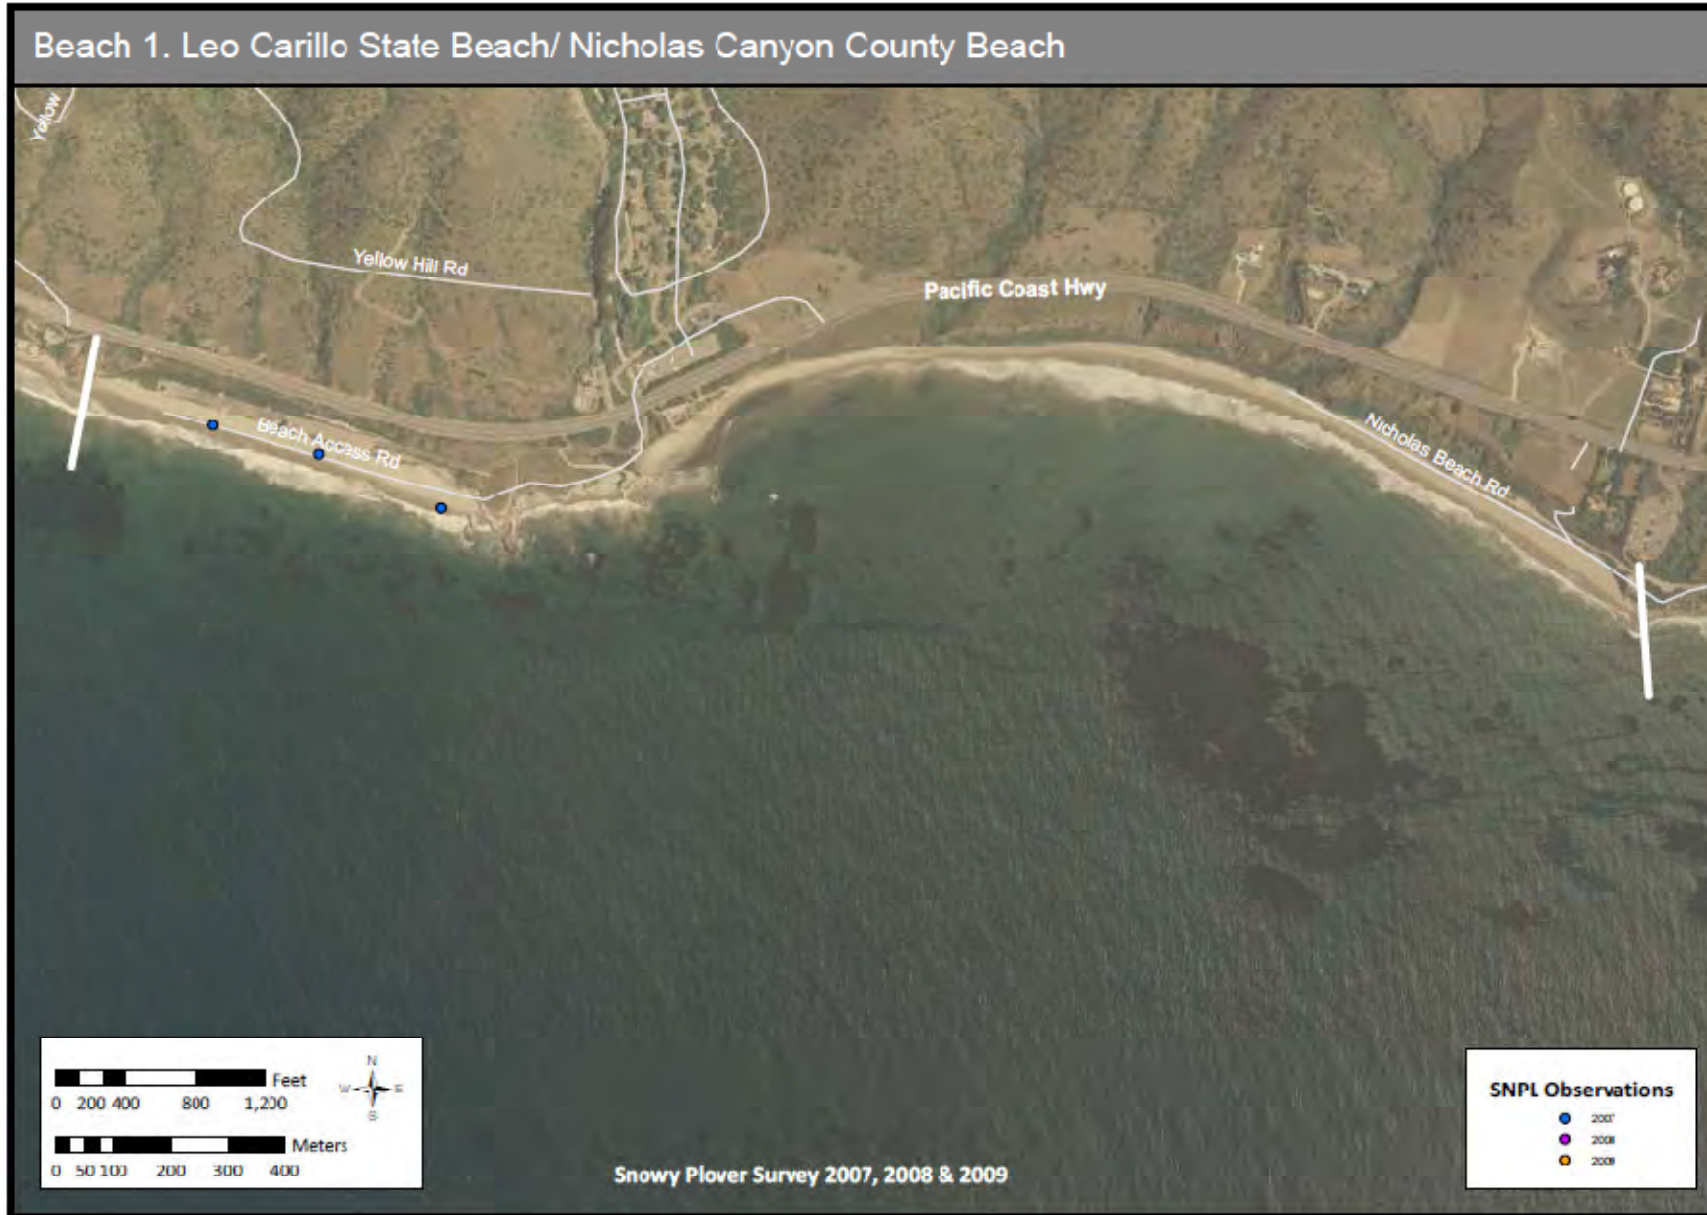 Beach 1. Leo Carillo State Beach/ Nicholas Canyon County Beach
Yellow
Yellow Hill Rd
Pacific Coast Hwy
Beach Access Rd
Nicholas Beach Rd
Feet
0 200 400 800 1,200
Meters
0 50 100 200 300 400
N
W E
S
Snowy Plover Survey 2007, 2008 & 2009
SNPL Observations
2007
2008
2009